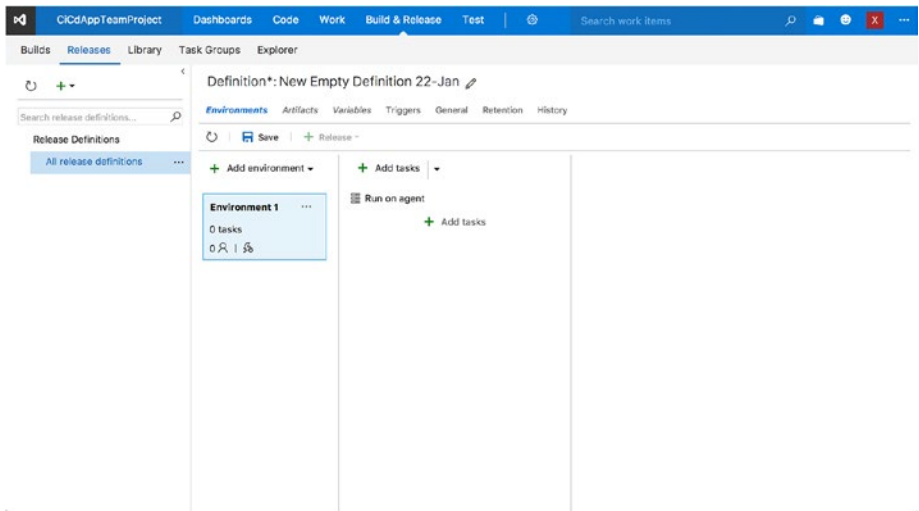 CiCdAppTeamProject Dashboards Code Work Build & Release Test Search work items X ...
Builds Releases Library Task Groups Explorer
Definition*: New Empty Definition 22-Jan
Search release definitions...
Environments Artifacts Variables Triggers General Retention History
Release Definitions
Save + Release
All release definitions ...
+ Add environment
+ Add tasks
Environment 1 ...
0 tasks
0
Run on agent
+ Add tasks